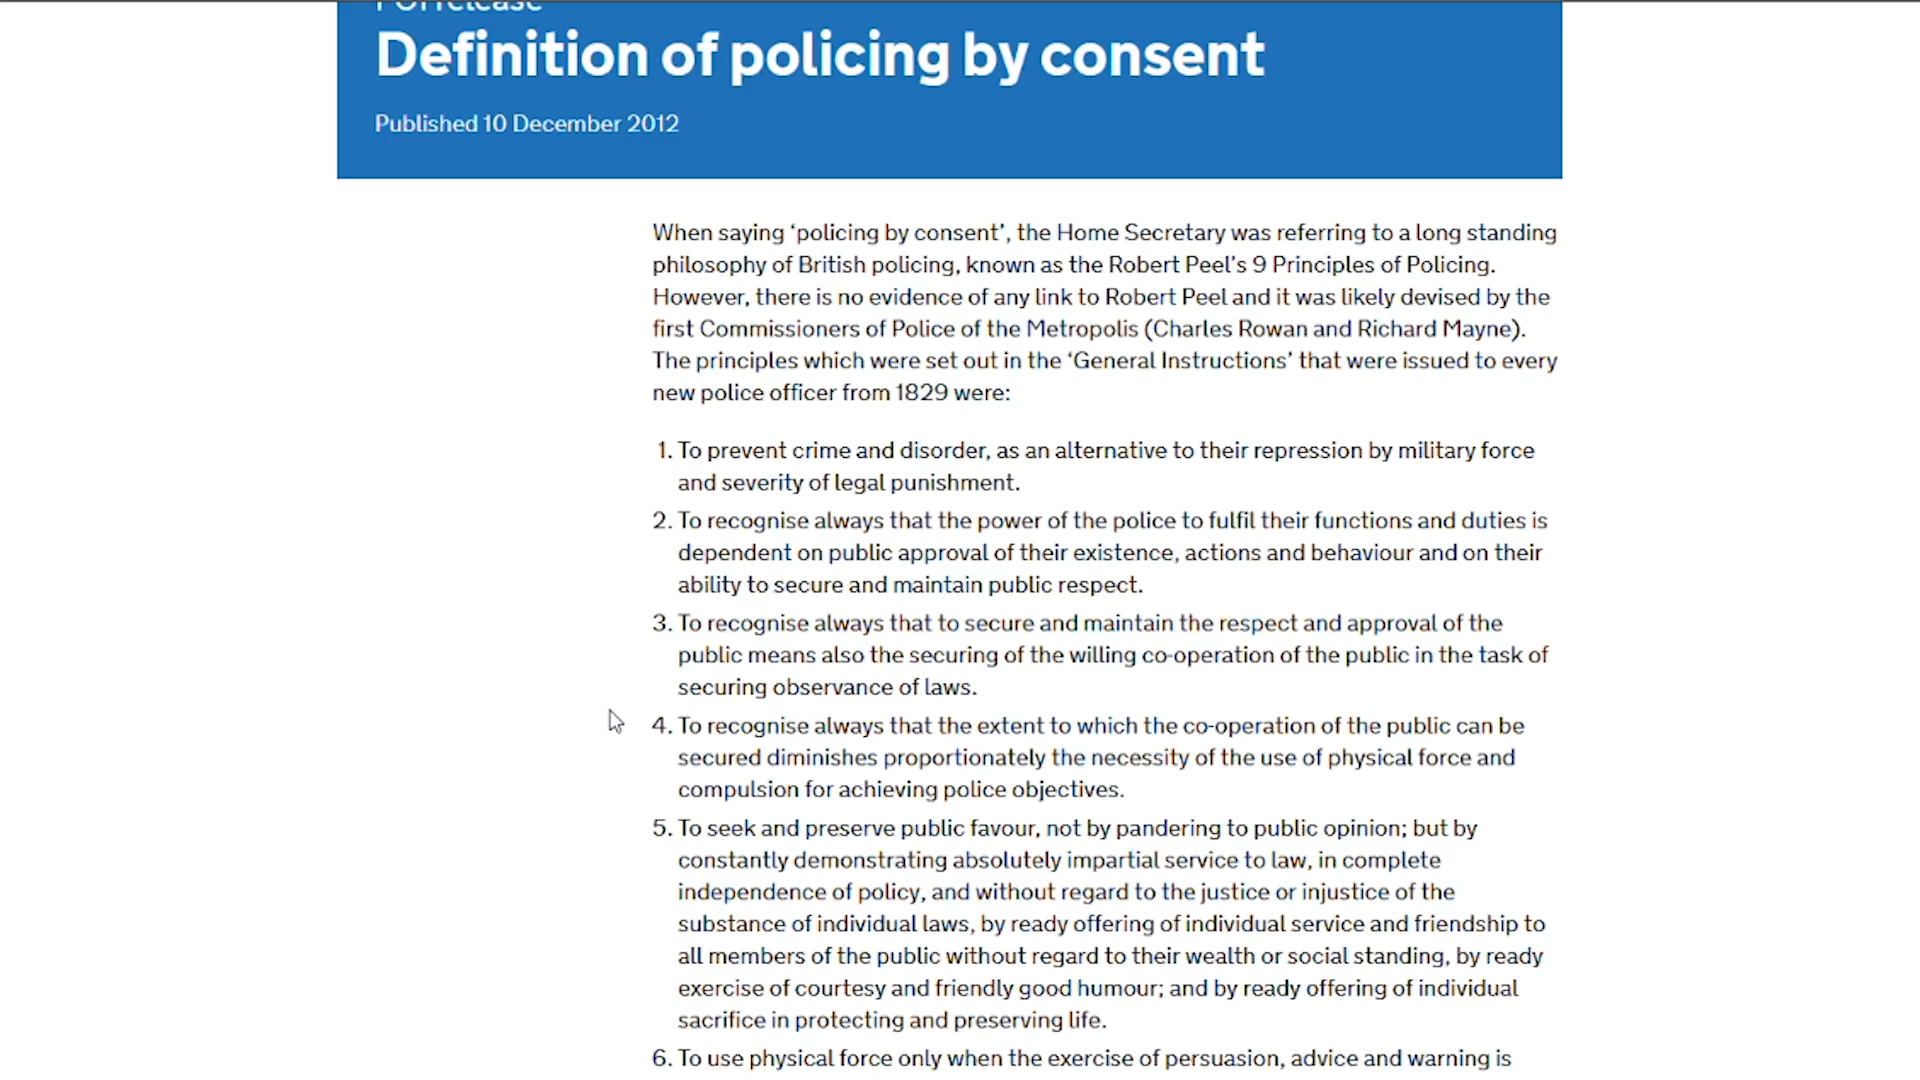 FOI release
Definition of policing by consent
Published 10 December 2012
When saying ‘policing by consent’, the Home Secretary was referring to a long standing
philosophy of British policing, known as the Robert Peel’s 9 Principles of Policing.
However, there is no evidence of any link to Robert Peel and it was likely devised by the
first Commissioners of Police of the Metropolis (Charles Rowan and Richard Mayne).
The principles which were set out in the ‘General Instructions’ that were issued to every
new police officer from 1829 were:
1. To prevent crime and disorder, as an alternative to their repression by military force
and severity of legal punishment.
2. To recognise always that the power of the police to fulfil their functions and duties is
dependent on public approval of their existence, actions and behaviour and on their
ability to secure and maintain public respect.
3. To recognise always that to secure and maintain the respect and approval of the
public means also the securing of the willing co-operation of the public in the task of
securing observance of laws.
4. To recognise always that the extent to which the co-operation of the public can be
secured diminishes proportionately the necessity of the use of physical force and
compulsion for achieving police objectives.
5. To seek and preserve public favour, not by pandering to public opinion; but by
constantly demonstrating absolutely impartial service to law, in complete
independence of policy, and without regard to the justice or injustice of the
substance of individual laws, by ready offering of individual service and friendship to
all members of the public without regard to their wealth or social standing, by ready
exercise of courtesy and friendly good humour; and by ready offering of individual
sacrifice in protecting and preserving life.
6. To use physical force only when the exercise of persuasion, advice and warning is